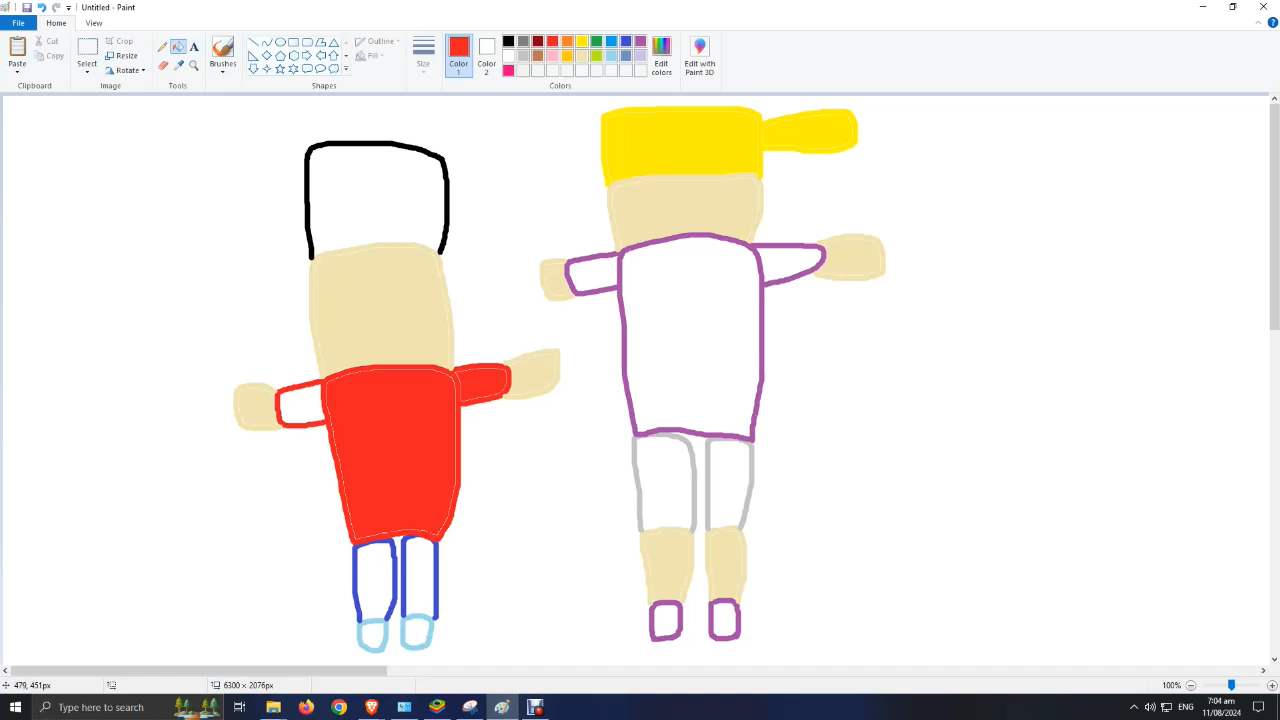 Untitled - Paint
File Home View
Paste
Cut
Copy
Clipboard
Select
Crop
Resize
Rotate
Image
A
Tools
Brushes
Outline
Fill
Shapes
Size
Color 1
Color 2
Edit colors
Colors
Edit with Paint 3D
479, 451px
6300 × 2076px
100%
Type here to search
ENG
7:04 am
11/08/2024